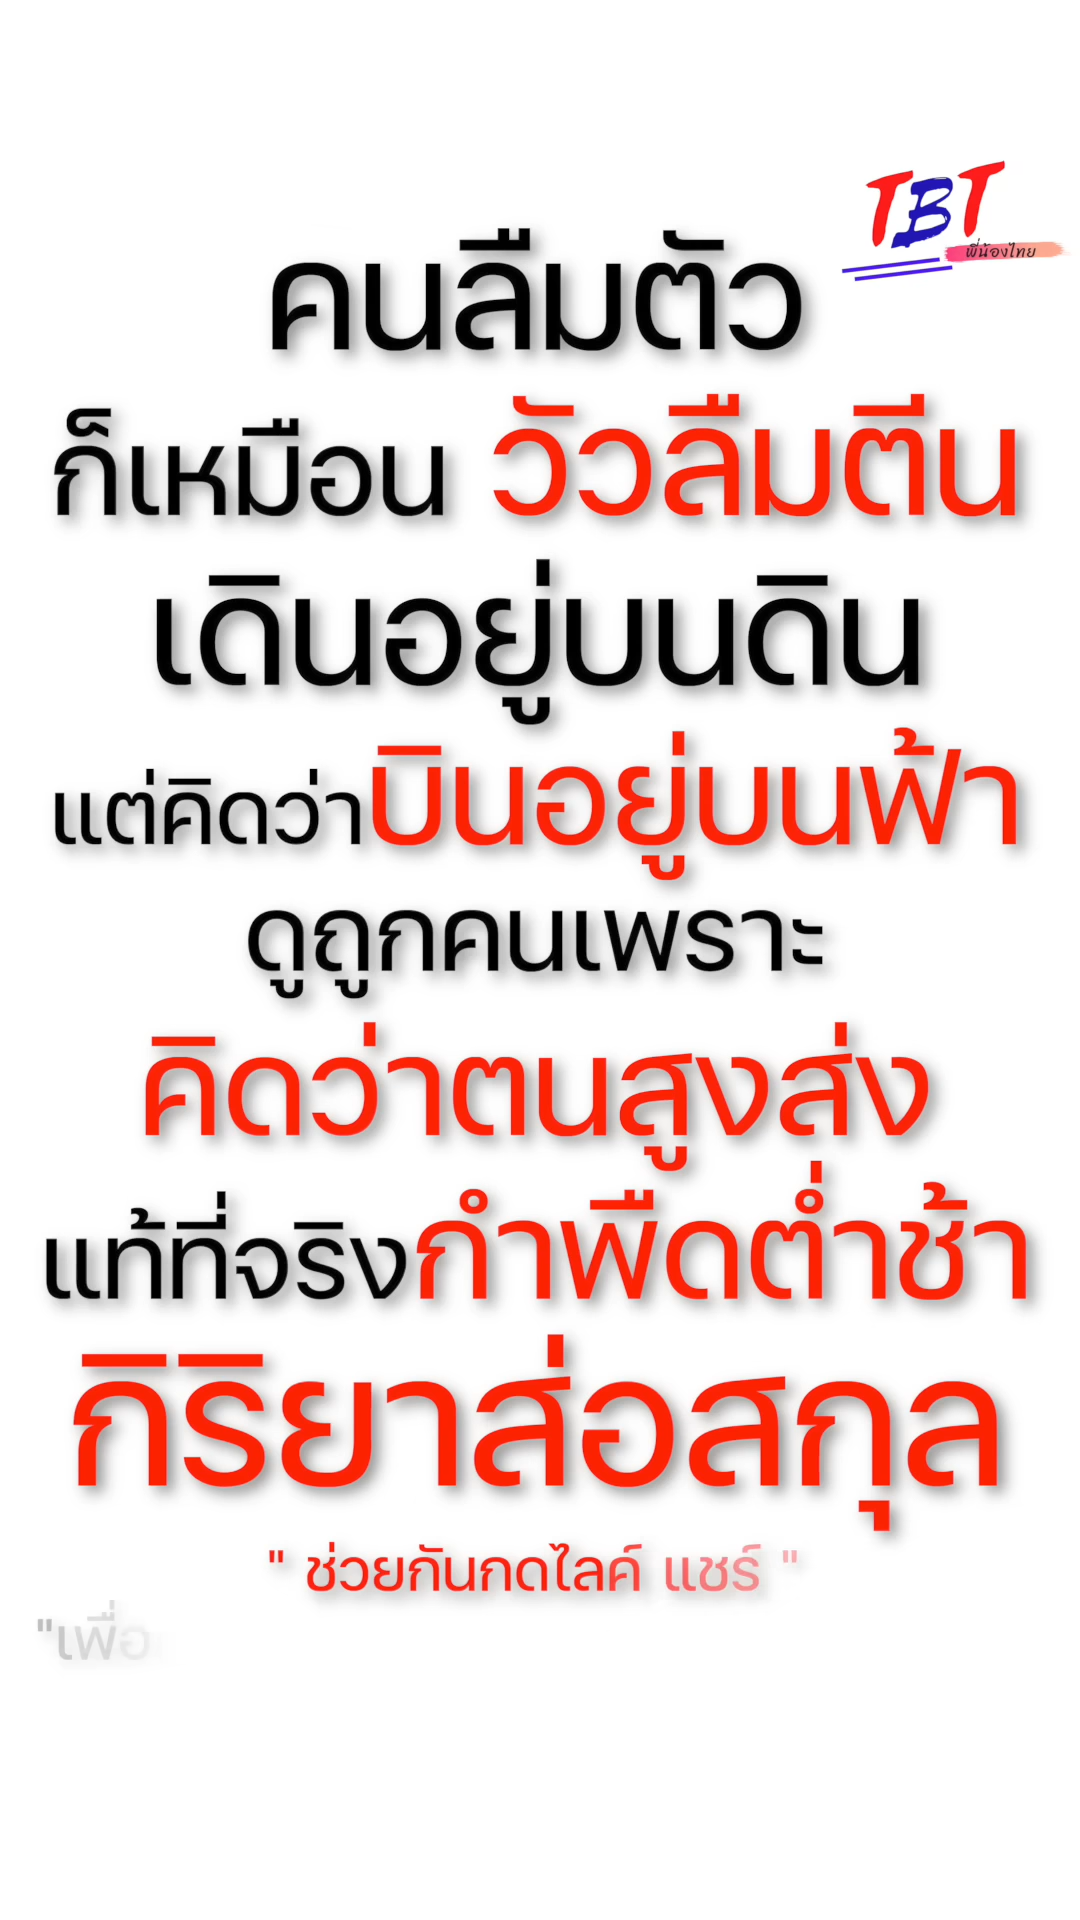 TBT
พี่น้องไทย
คนลืมตัว
ก็เหมือน วัวลืมตีน
เดินอยู่บนดิน
แต่คิดว่าบินอยู่บนฟ้า
ดูถูกคนเพราะ
คิดว่าตนสูงส่ง
แท้ที่จริงกำพืดต่ำช้า
กิริยาส่อสกุล
" ช่วยกันกดไลค์ แชร์ "